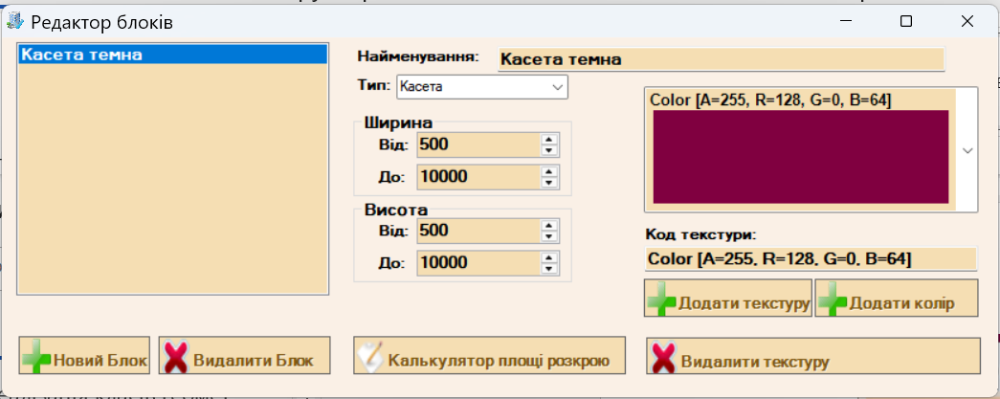 Редактор блоків
Касета темна
Найменування: Касета темна
Тип: Касета
Color [A=255, R=128, G=0, B=64]
Ширина
Від: 500
До: 10000
Висота
Від: 500
До: 10000
Код текстури:
Color [A=255, R=128, G=0, B=64]
Додати текстуру
Додати колір
Новий Блок
Видалити Блок
Калькулятор площі розкрою
Видалити текстуру